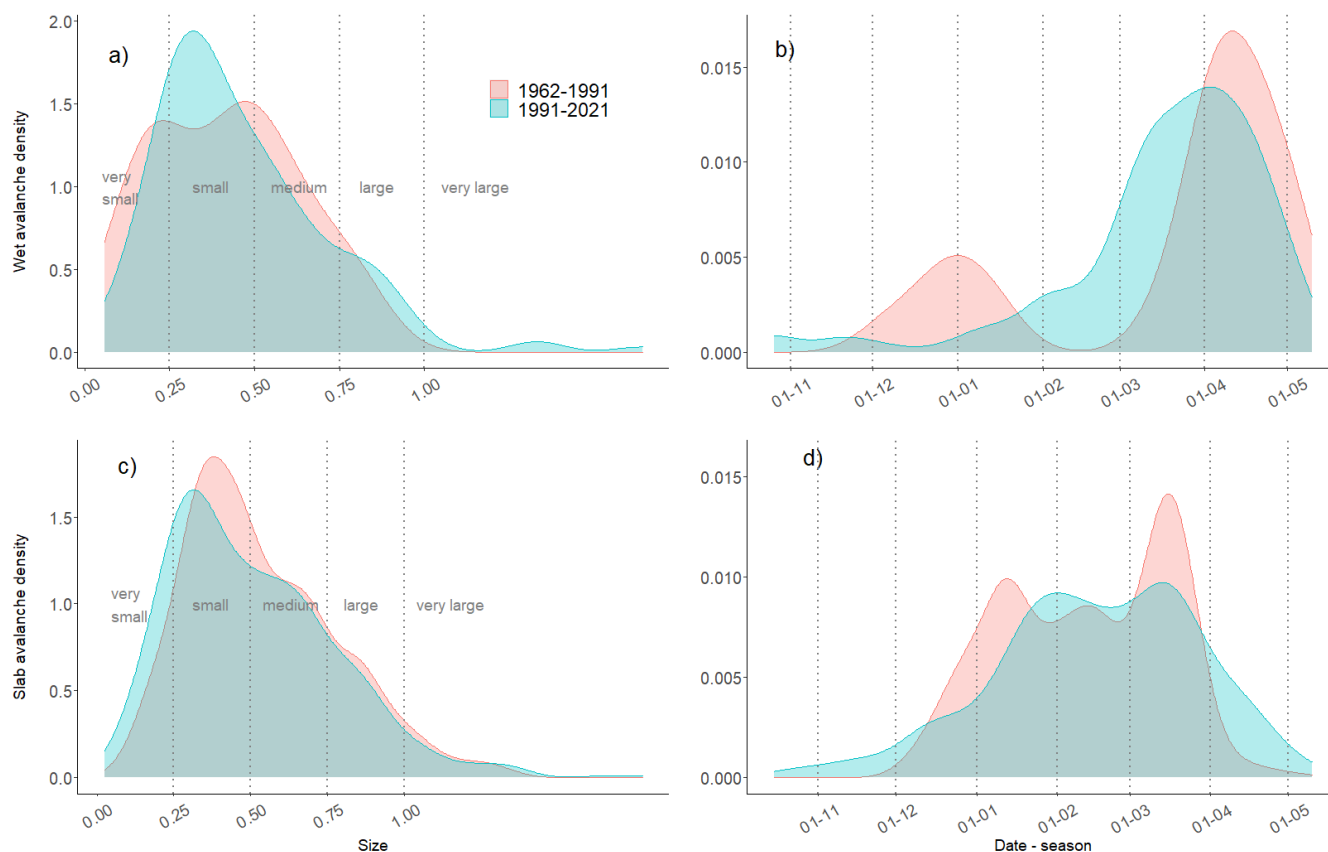 a)
1962-1991
1991-2021
very
small
small
medium
large
very large
Wet avalanche density
2.0
1.5
1.0
0.5
0.0
0.00
0.25
0.50
0.75
1.00
b)
0.015
0.010
0.005
0.000
01-11
01-12
01-01
01-02
01-03
01-04
01-05
c)
very
small
small
medium
large
very large
Slab avalanche density
1.5
1.0
0.5
0.0
0.00
0.25
0.50
0.75
1.00
Size
d)
0.015
0.010
0.005
0.000
01-11
01-12
01-01
01-02
01-03
01-04
01-05
Date - season